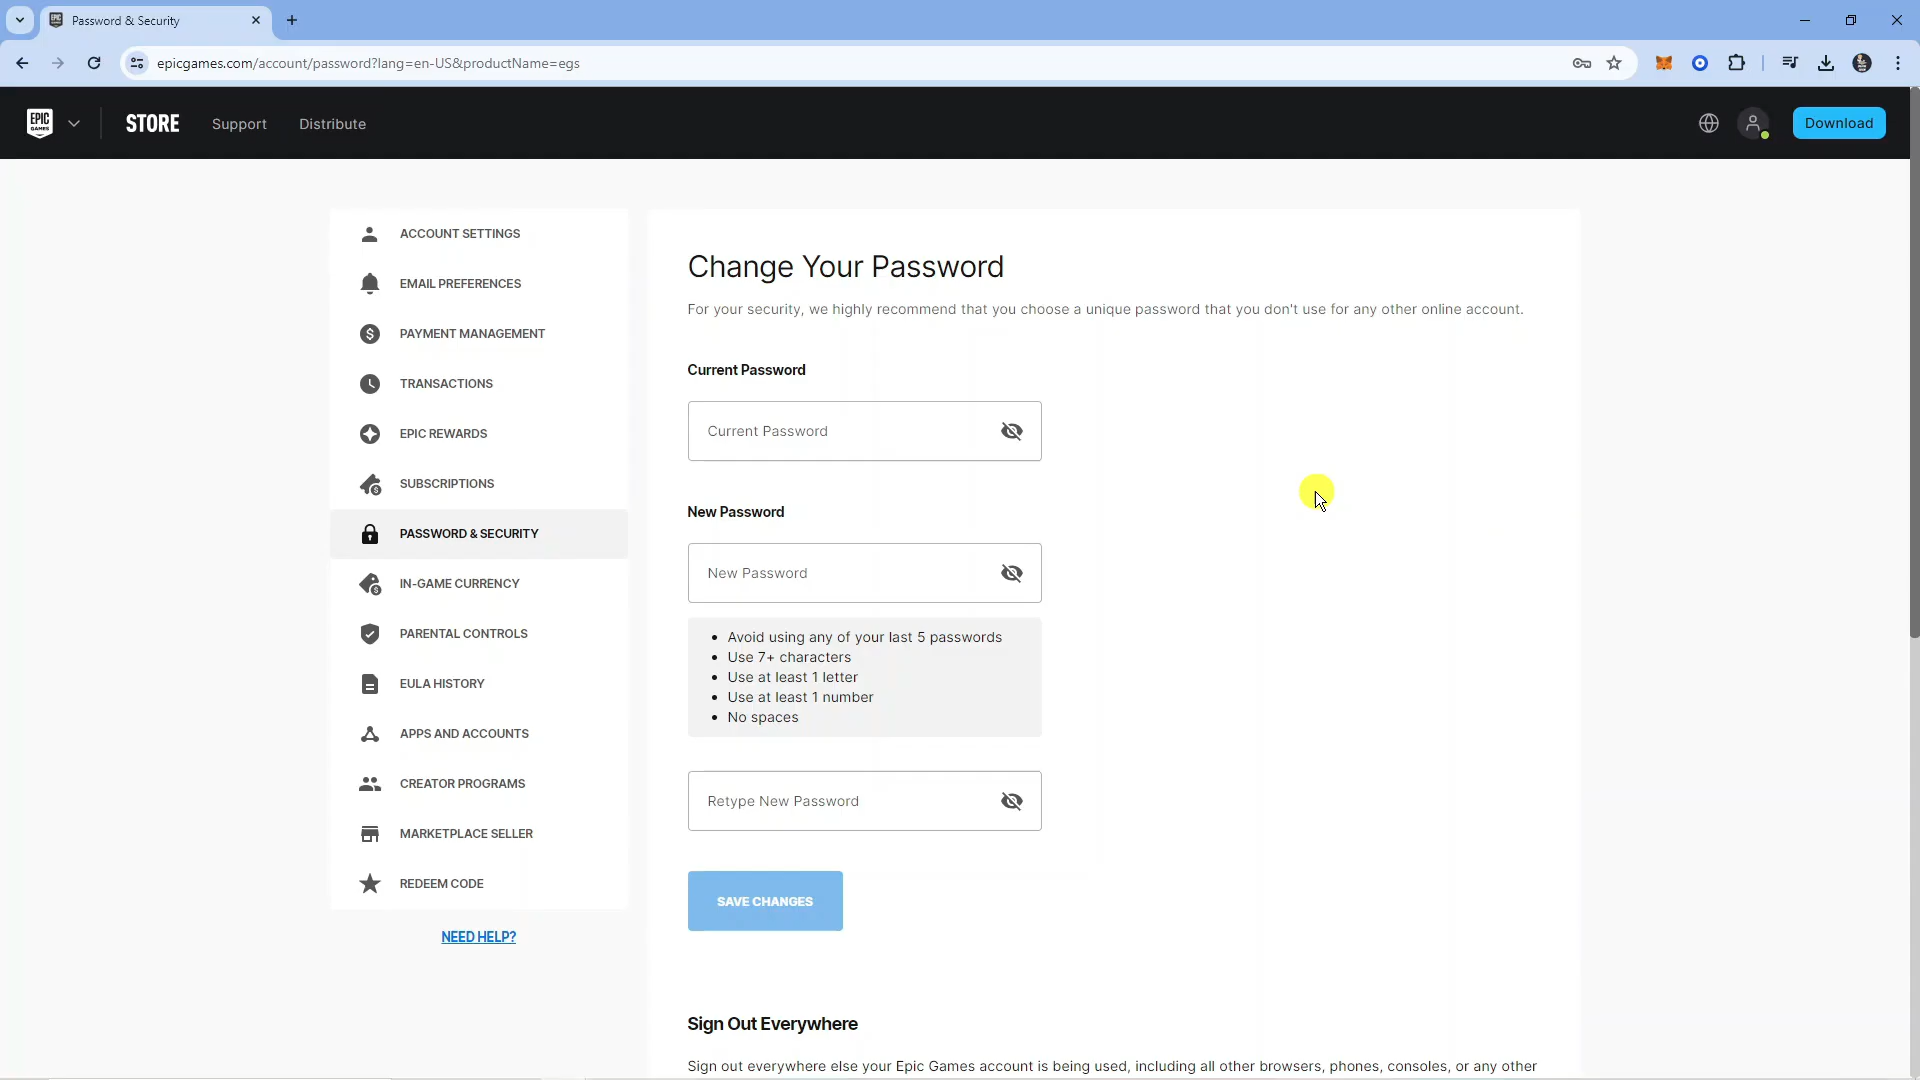 Password & Security
epicgames.com/account/password?lang=en-US&productName=egs
EPIC
GAMES
STORE
Support
Distribute
Download
ACCOUNT SETTINGS
EMAIL PREFERENCES
PAYMENT MANAGEMENT
TRANSACTIONS
EPIC REWARDS
SUBSCRIPTIONS
PASSWORD & SECURITY
IN-GAME CURRENCY
PARENTAL CONTROLS
EULA HISTORY
APPS AND ACCOUNTS
CREATOR PROGRAMS
MARKETPLACE SELLER
REDEEM CODE
NEED HELP?
Change Your Password
For your security, we highly recommend that you choose a unique password that you don't use for any other online account.
Current Password
Current Password
New Password
New Password
• Avoid using any of your last 5 passwords
• Use 7+ characters
• Use at least 1 letter
• Use at least 1 number
• No spaces
Retype New Password
SAVE CHANGES
Sign Out Everywhere
Sign out everywhere else your Epic Games account is being used, including all other browsers, phones, consoles, or any other